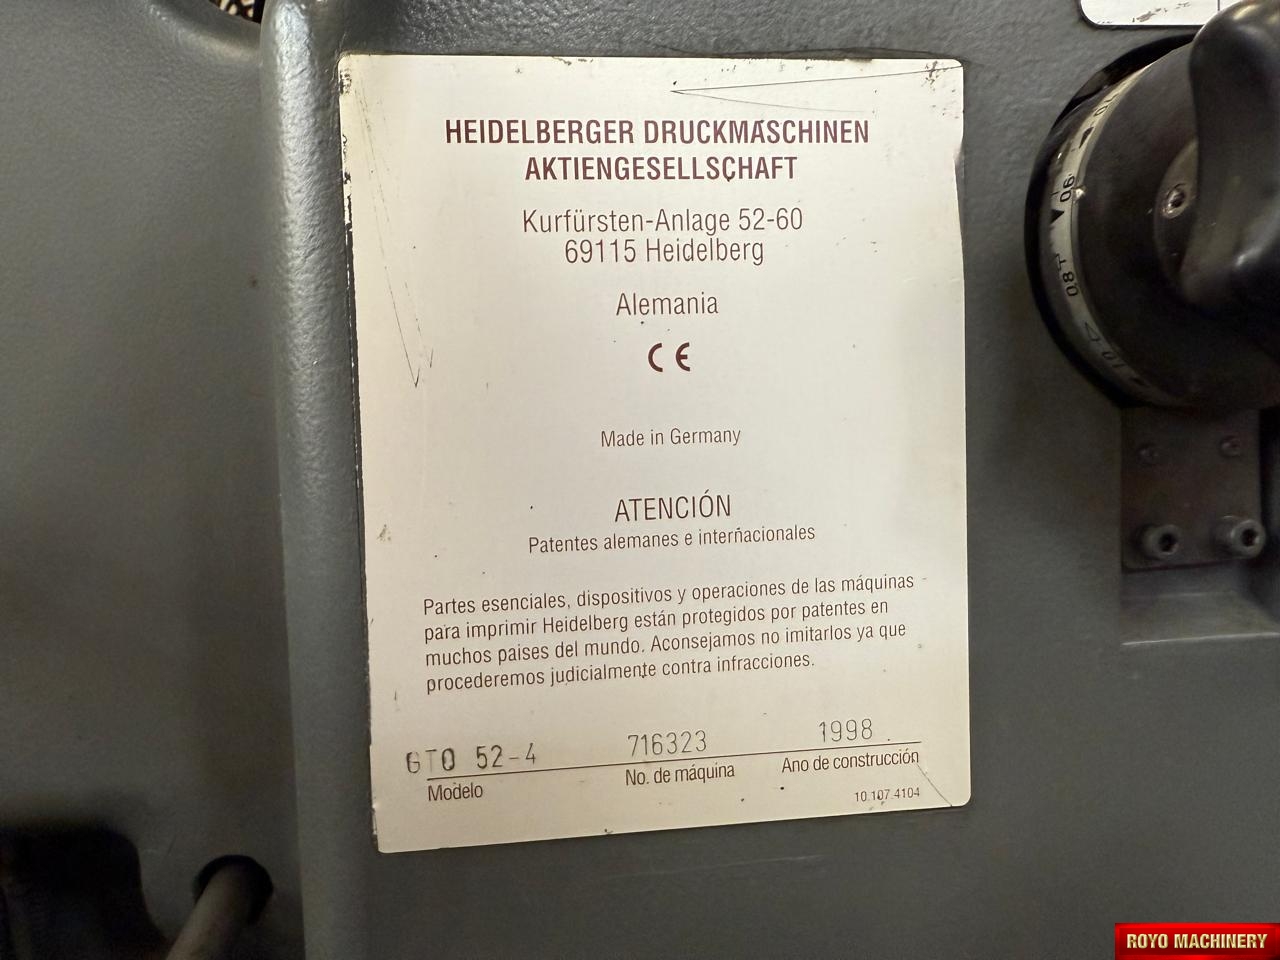 HEIDELBERGER DRUCKMASCHINEN
AKTIENGESELLSCHAFT
Kurfürsten-Anlage 52-60
69115 Heidelberg
Alemania
CE
Made in Germany
ATENCIÓN
Patentes alemanes e internacionales
Partes esenciales, dispositivos y operaciones de las máquinas
para imprimir Heidelberg están protegidos por patentes en
muchos paises del mundo. Aconsejamos no imitarlos ya que
procederemos judicialmente contra infracciones.
GTO 52-4 716323 1998
Modelo No. de máquina Ano de construcción
10.107.4104
90
08
ROYO MACHINERY